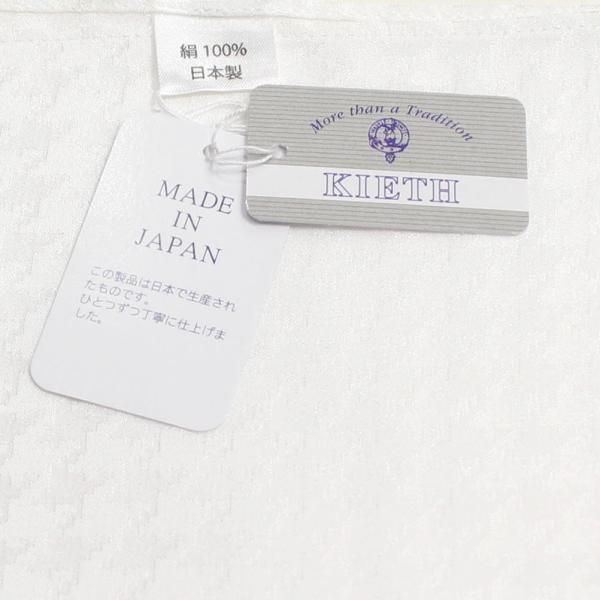 絹 100%
日本製
More than a Tradition
KIETH
MADE
IN
JAPAN
この製品は日本で生産され
たものです。
ひとつずつ丁寧に仕上げま
した。